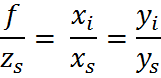 f/z_s = x_i/x_s = y_i/y_s